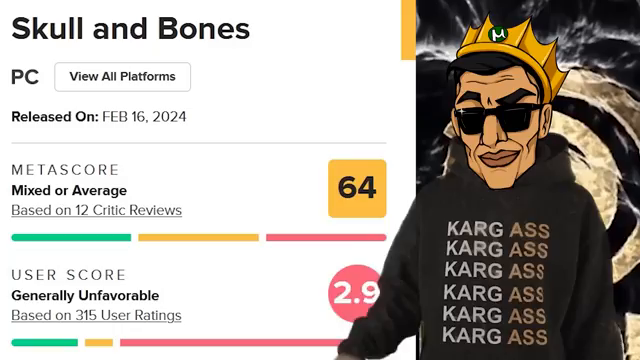 Skull and Bones
PC
View All Platforms
Released On: FEB 16, 2024
METASCORE
Mixed or Average
Based on 12 Critic Reviews
64
USER SCORE
Generally Unfavorable
Based on 315 User Ratings
2.9
KARG ASS
KARG ASS
KARG ASS
KARG ASS
KARG ASS
KARG ASS